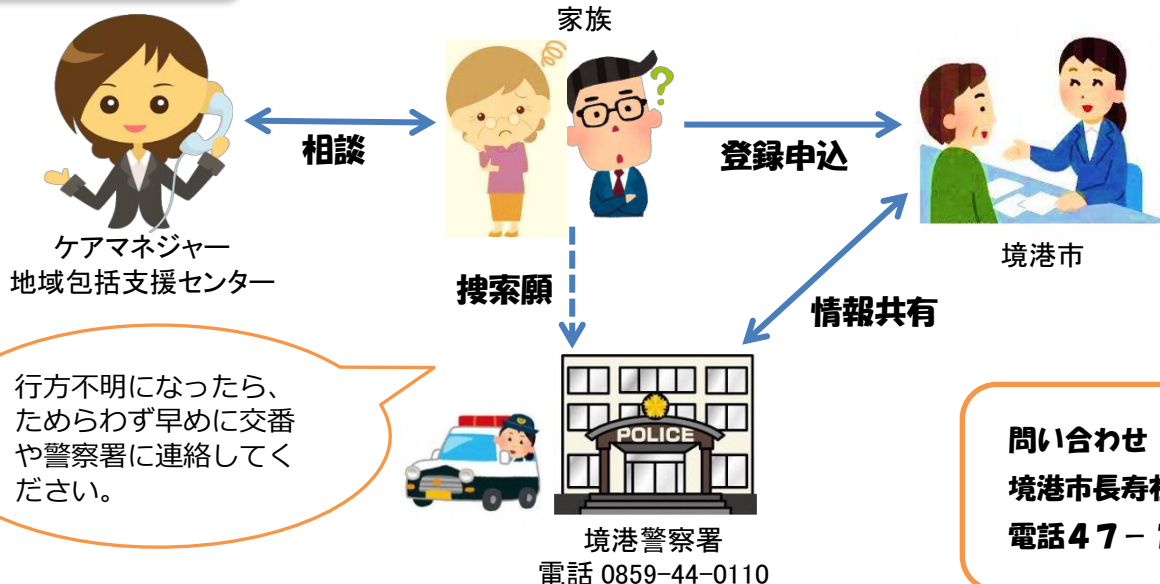 家族
相談
登録申込
ケアマネジャー
地域包括支援センター
境港市
捜索願
情報共有
行方不明になったら、
ためらわず早めに交番
や警察署に連絡してく
ださい。
POLICE
境港警察署
電話 0859-44-0110
問い合わせ
境港市長寿
電話47-